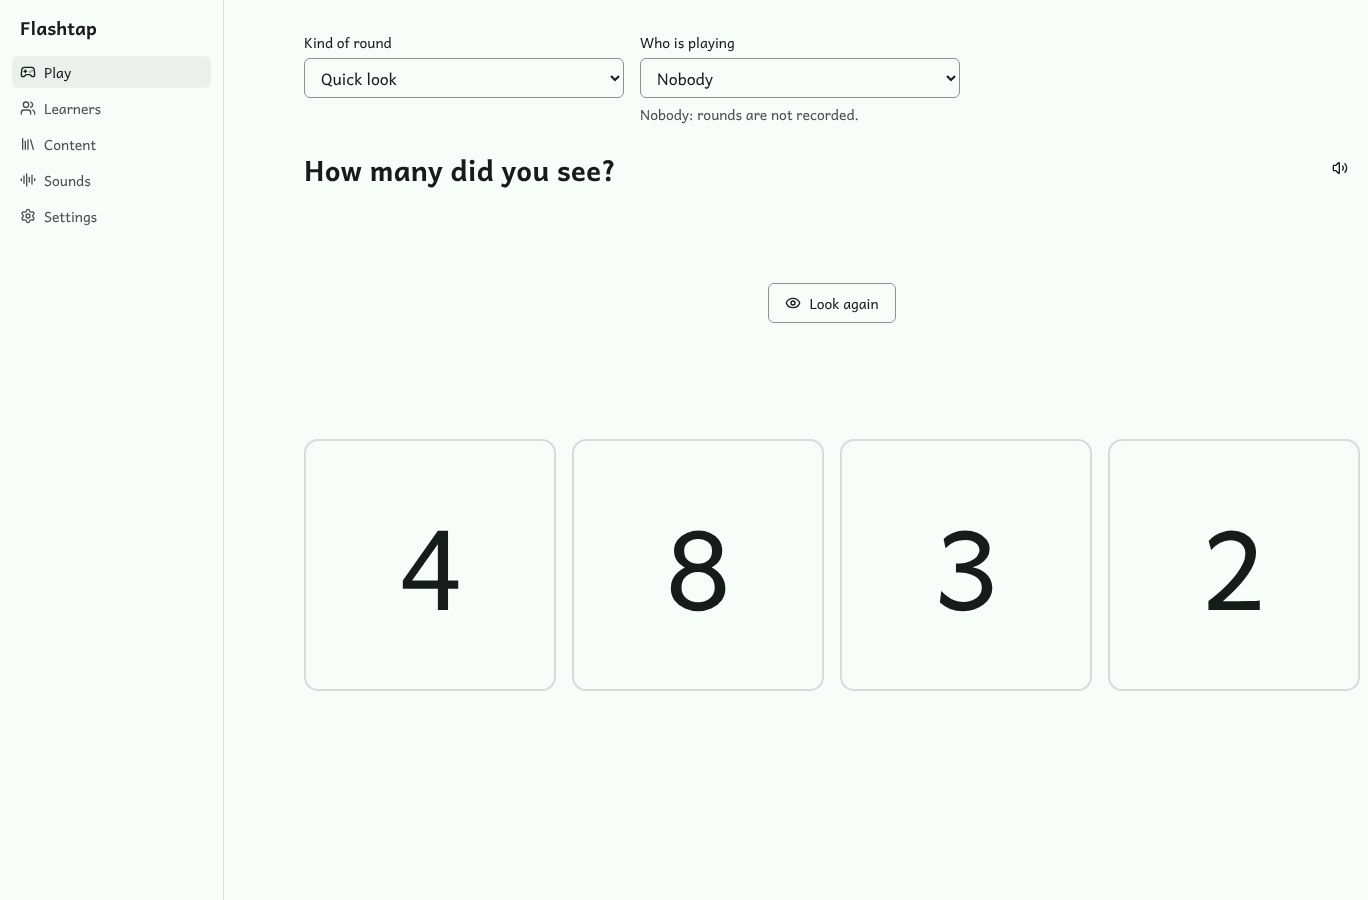 Flashtap
Play
Learners
Content
Sounds
Settings
Kind of round
Quick look
Who is playing
Nobody
Nobody: rounds are not recorded.
How many did you see?
Look again
4
8
3
2